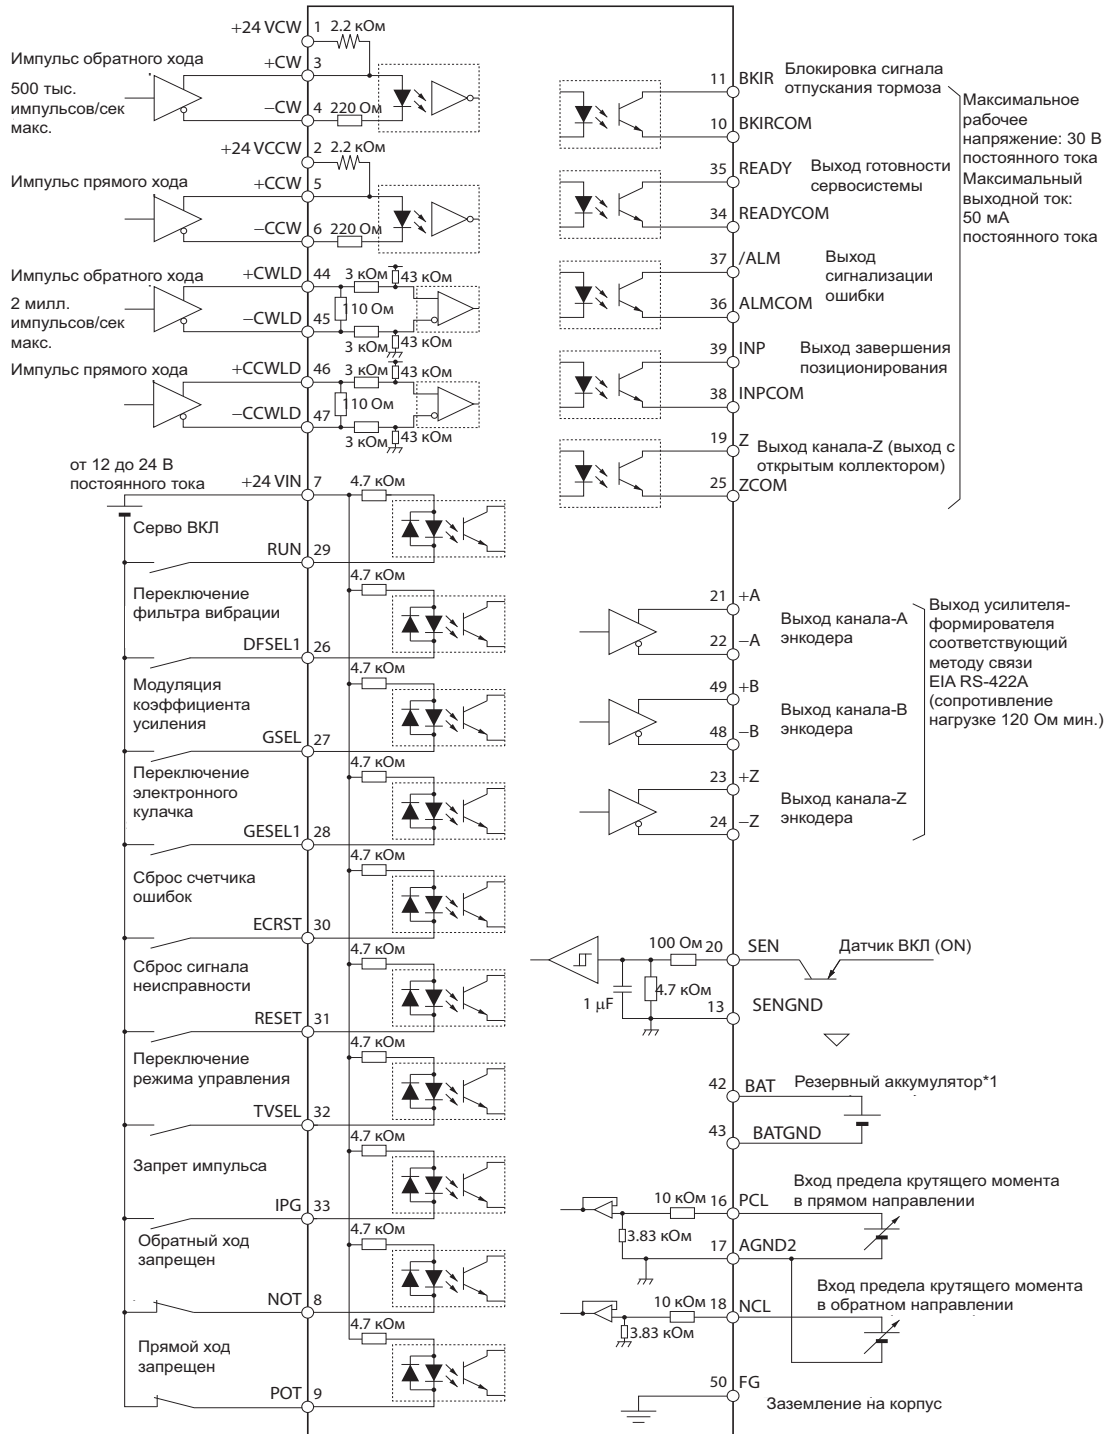 +24 VCW 1 2.2 кОм
Импульс обратного хода
+CW 3
500 тыс.
импульсов/сек
макс.
–CW 4 220 Ом
+24 VCCW 2 2.2 кОм
Импульс прямого хода
+CCW 5
–CCW 6 220 Ом
Импульс обратного хода
+CWLD 44 3 кОм 43 кОм
2 милл.
импульсов/сек
макс.
110 Ом
–CWLD 45
3 кОм 43 кОм
Импульс прямого хода
+CCWLD 46 3 кОм 43 кОм
110 Ом
–CCWLD 47
3 кОм 43 кОм
от 12 до 24 В
постоянного тока
+24 VIN 7 4.7 кОм
Серво ВКЛ
RUN 29
4.7 кОм
Переключение
фильтра вибрации
DFSEL1 26
4.7 кОм
Модуляция
коэффициента
усиления
GSEL 27
4.7 кОм
Переключение
электронного
кулачка
GESEL1 28
4.7 кОм
Сброс счетчика
ошибок
ECRST 30
4.7 кОм
Сброс сигнала
неисправности
RESET 31
4.7 кОм
Переключение
режима управления
TVSEL 32
4.7 кОм
Запрет импульса
IPG 33
4.7 кОм
Обратный ход
запрещен
NOT 8
4.7 кОм
Прямой ход
запрещен
POT 9
11 BKIR
Блокировка сигнала
отпускания тормоза
10 BKIRCOM
35 READY
Выход готовности
сервосистемы
34 READYCOM
37 /ALM
Выход
сигнализации
ошибки
36 ALMCOM
39 INP
Выход завершения
позиционирования
38 INPCOM
19 Z
Выход канала-Z (выход с
открытым коллектором)
25 ZCOM
Максимальное
рабочее
напряжение: 30 В
постоянного тока
Максимальный
выходной ток:
50 мА
постоянного тока
21 +A
Выход канала-A
энкодера
22 –A
49 +B
Выход канала-B
энкодера
48 –B
23 +Z
Выход канала-Z
энкодера
24 –Z
Выход усилителя-
формирователя
соответствующий
методу связи
EIA RS-422A
(сопротивление
нагрузке 120 Ом мин.)
100 Ом 20 SEN
Датчик ВКЛ (ON)
4.7 кОм
1 µF
13 SENGND
42 BAT
Резервный аккумулятор*1
43 BATGND
Вход предела крутящего момента
в прямом направлении
10 кОм 16 PCL
3.83 кОм
17 AGND2
Вход предела крутящего момента
в обратном направлении
10 кОм 18 NCL
3.83 кОм
50 FG
Заземление на корпус